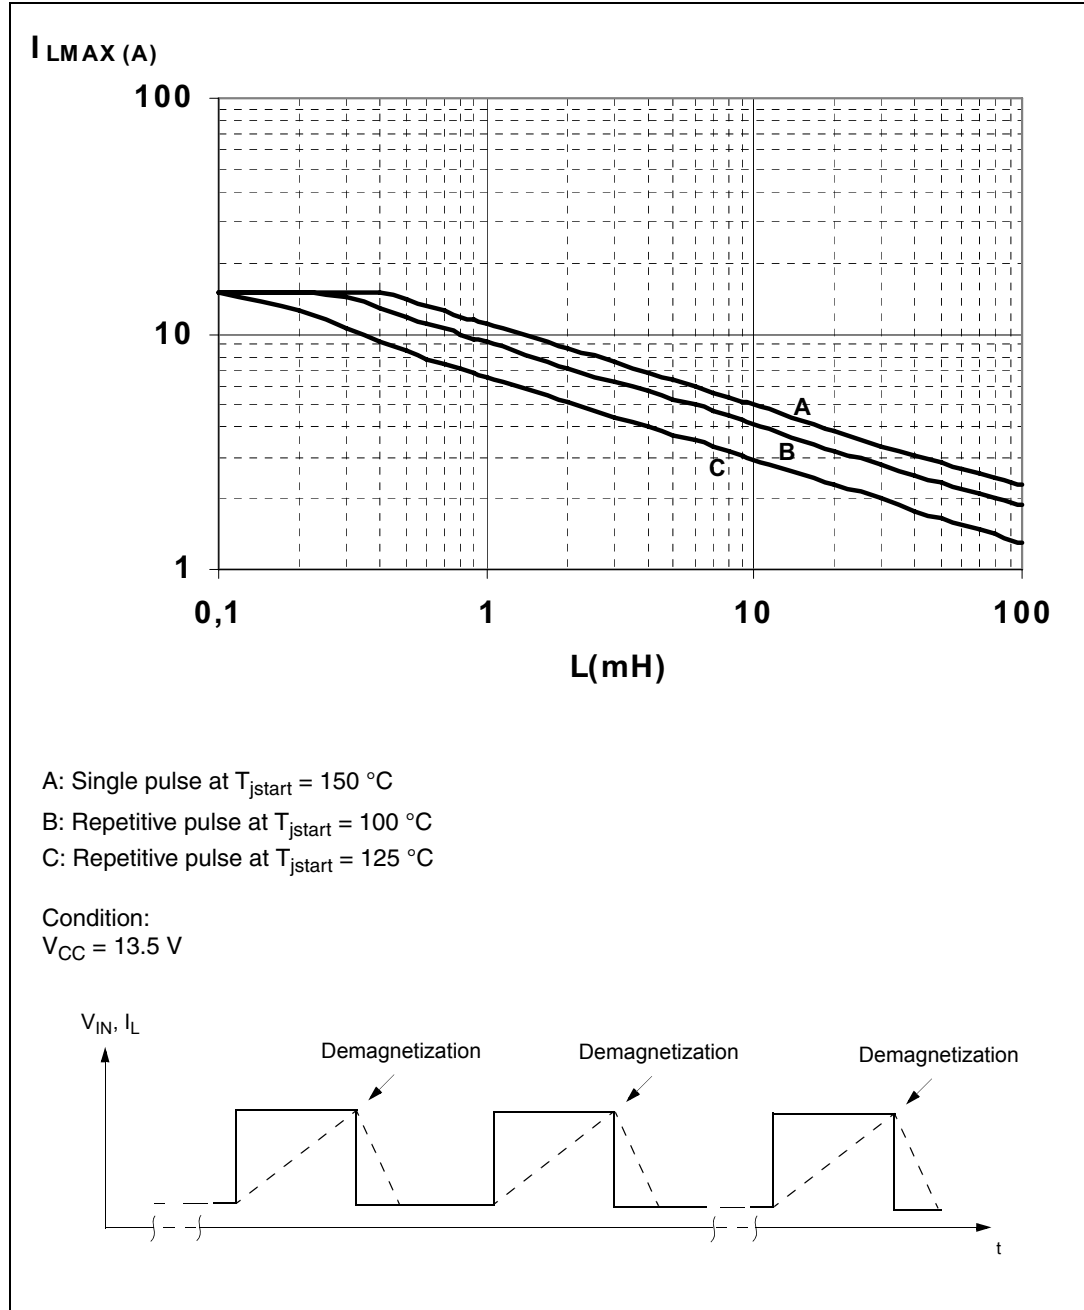 I LMAX (A)
100
10
1
0,1 1 10 100
A
B
C
L(mH)
A: Single pulse at Tjstart = 150 °C
B: Repetitive pulse at Tjstart = 100 °C
C: Repetitive pulse at Tjstart = 125 °C
Condition:
VCC = 13.5 V
VIN, IL
Demagnetization Demagnetization Demagnetization
t